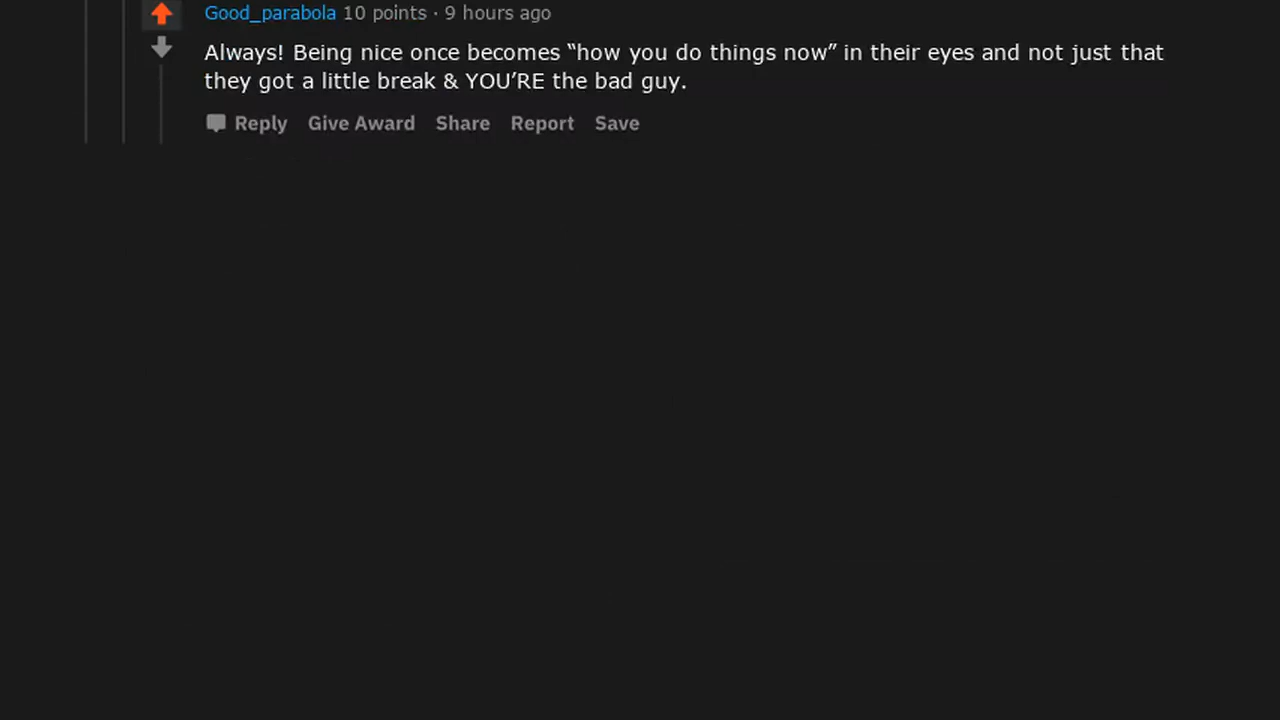 Good_parabola 10 points · 9 hours ago
Always! Being nice once becomes “how you do things now” in their eyes and not just that
they got a little break & YOU’RE the bad guy.
Reply Give Award Share Report Save